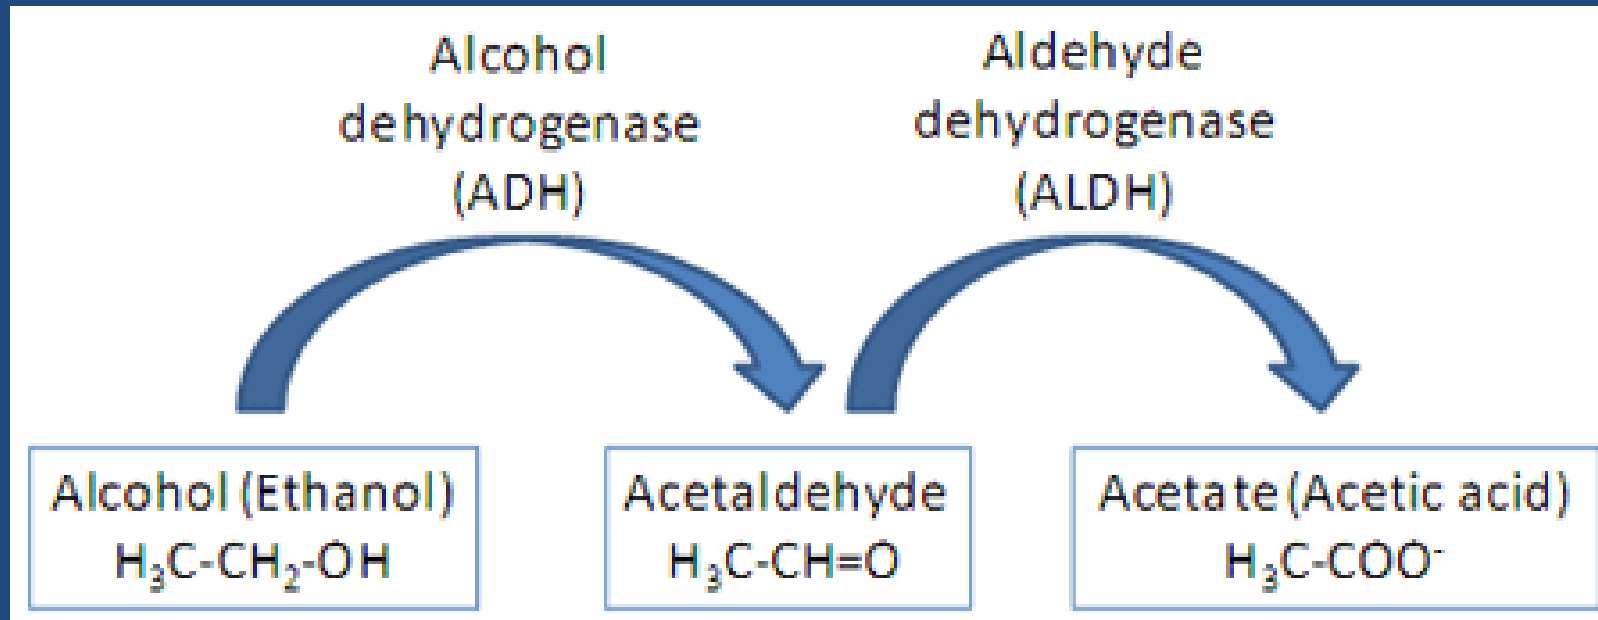 Alcohol
dehydrogenase
(ADH)
Aldehyde
dehydrogenase
(ALDH)
Alcohol (Ethanol)
H₃C-CH₂-OH
Acetaldehyde
H₃C-CH=O
Acetate (Acetic acid)
H₃C-COO⁻